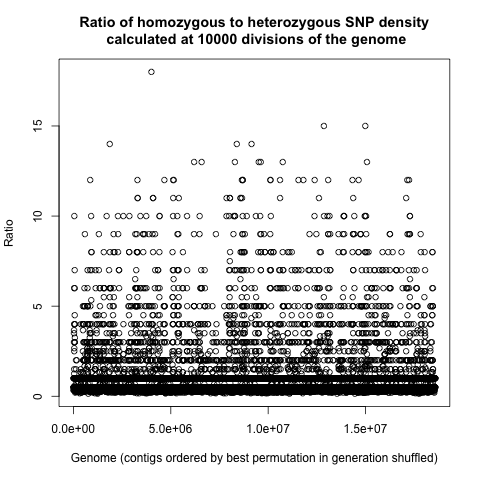 Ratio of homozygous to heterozygous SNP density
calculated at 10000 divisions of the genome
Ratio
15
10
5
0
0.0e+00 5.0e+06 1.0e+07 1.5e+07
Genome (contigs ordered by best permutation in generation shuffled)